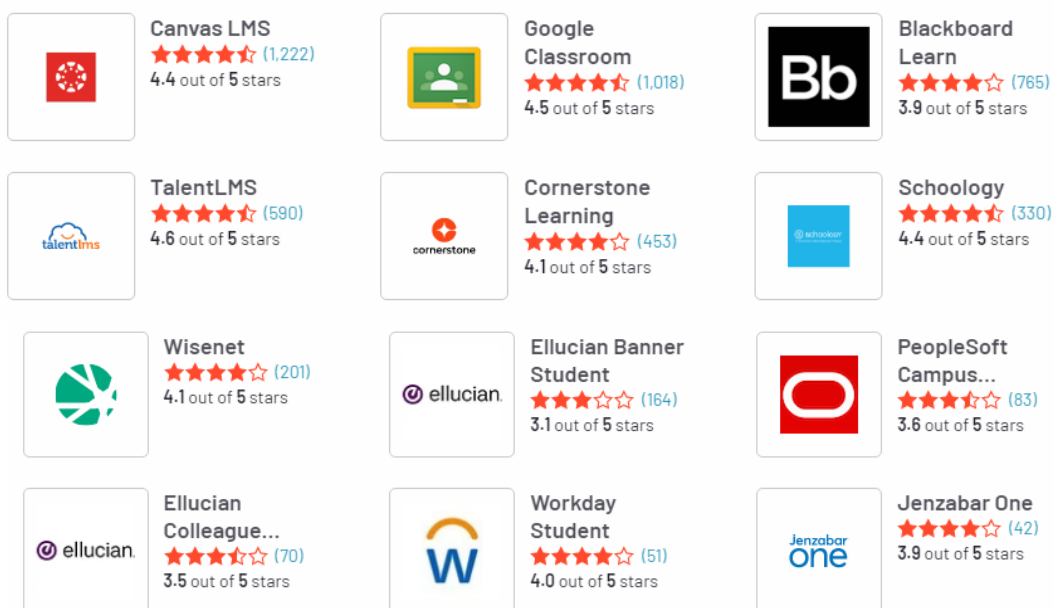 Canvas LMS
(1,222)
4.4 out of 5 stars
Google
Classroom
(1,018)
4.5 out of 5 stars
Bb
Blackboard
Learn
(765)
3.9 out of 5 stars
talentlms
TalentLMS
(590)
4.6 out of 5 stars
cornerstone
Cornerstone
Learning
(453)
4.1 out of 5 stars
schoology
Schoology
(330)
4.4 out of 5 stars
Wisenet
(201)
4.1 out of 5 stars
ellucian.
Ellucian Banner
Student
(164)
3.1 out of 5 stars
PeopleSoft
Campus...
(83)
3.6 out of 5 stars
ellucian.
Ellucian
Colleague...
(70)
3.5 out of 5 stars
W
Workday
Student
(51)
4.0 out of 5 stars
Jenzabar
one
Jenzabar One
(42)
3.9 out of 5 stars